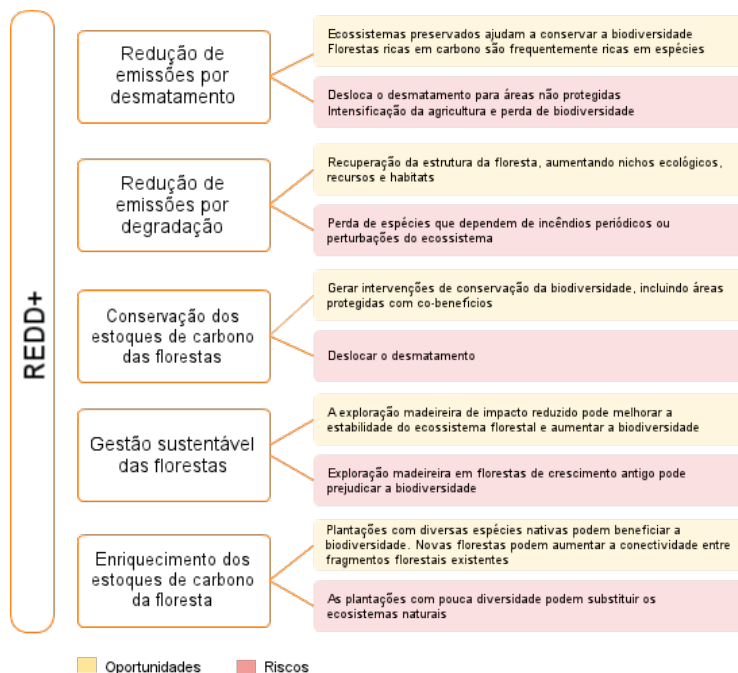 REDD+
Redução de
emissões por
desmatamento
Ecossistemas preservados ajudam a conservar a biodiversidade
Florestas ricas em carbono são frequentemente ricas em espécies
Desloca o desmatamento para áreas não protegidas
Intensificação da agricultura e perda de biodiversidade
Redução de
emissões por
degradação
Recuperação da estrutura da floresta, aumentando nichos ecológicos,
recursos e habitats
Perda de espécies que dependem de incêndios periódicos ou
perturbações do ecossistema
Conservação dos
estoques de carbono
das florestas
Gerar intervenções de conservação da biodiversidade, incluindo áreas
protegidas com co-beneficios
Deslocar o desmatamento
Gestão sustentável
das florestas
A exploração madeireira de impacto reduzido pode melhorar a
estabilidade do ecossistema florestal e aumentar a biodiversidade
Exploração madeireira em florestas de crescimento antigo pode
prejudicar a biodiversidade
Enriquecimento dos
estoques de carbono
da floresta
Plantações com diversas espécies nativas podem beneficiar a
biodiversidade. Novas florestas podem aumentar a conectividade entre
fragmentos florestais existentes
As plantações com pouca diversidade podem substituir os
ecosistemas naturais
Oportunidades
Riscos